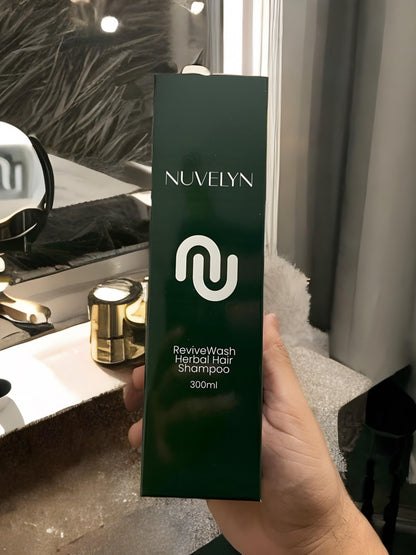 NUVELYN
ReviveWash
Herbal Hair
Shampoo
300ml